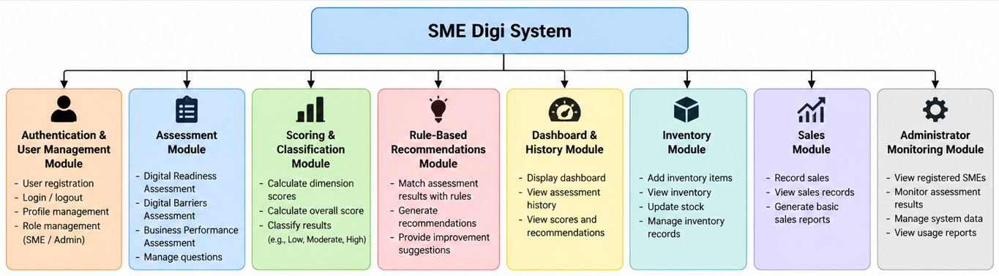 SME Digi System
Authentication &
User Management
Module
- User registration
- Login / logout
- Profile management
- Role management
(SME / Admin)
Assessment
Module
- Digital Readiness
Assessment
- Digital Barriers
Assessment
- Business Performance
Assessment
- Manage questions
Scoring &
Classification
Module
- Calculate dimension
scores
- Calculate overall score
- Classify results
(e.g., Low, Moderate, High)
Rule-Based
Recommendations
Module
- Match assessment
results with rules
- Generate
recommendations
- Provide improvement
suggestions
Dashboard &
History Module
- Display dashboard
- View assessment
history
- View scores and
recommendations
Inventory
Module
- Add inventory items
- View inventory
- Update stock
- Manage inventory
records
Sales
Module
- Record sales
- View sales records
- Generate basic
sales reports
Administrator
Monitoring Module
- View registered SMEs
- Monitor assessment
results
- Manage system data
- View usage reports